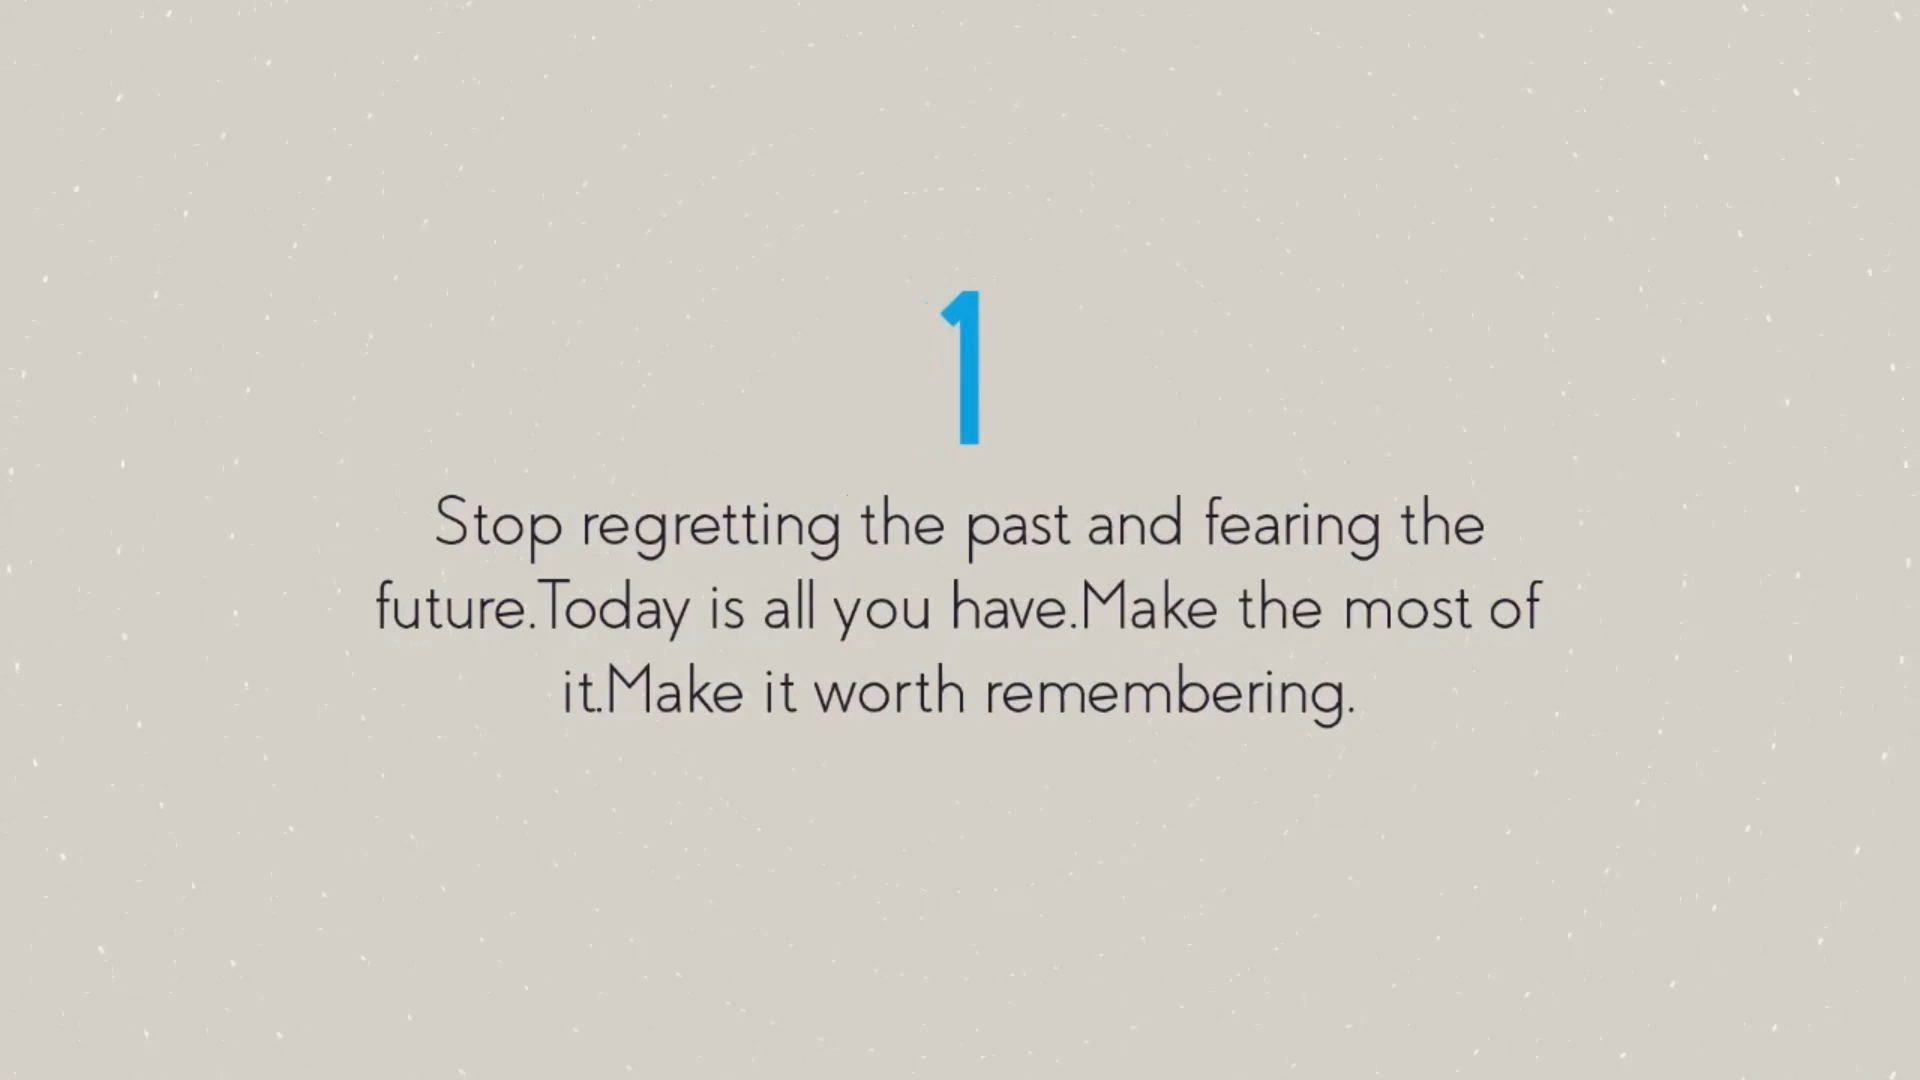 1
Stop regretting the past and fearing the
future.Today is all you have.Make the most of
it.Make it worth remembering.